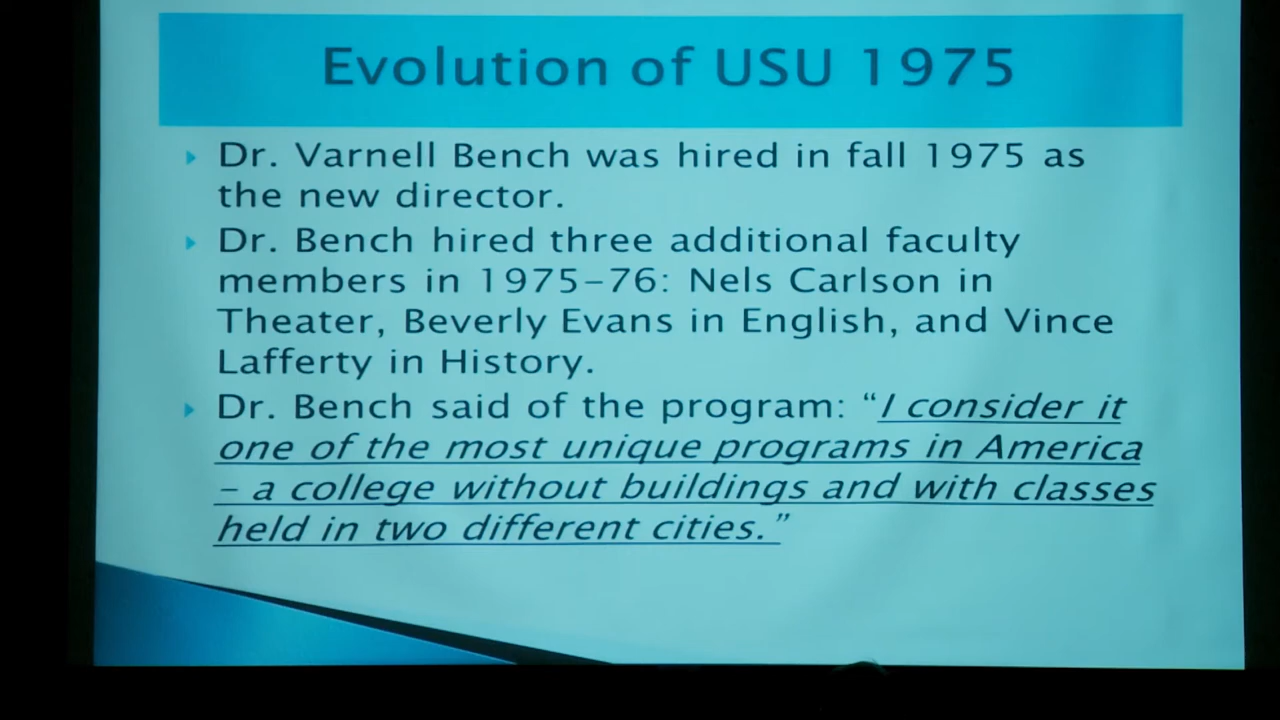 Evolution of USU 1975
Dr. Varnell Bench was hired in fall 1975 as
the new director.
Dr. Bench hired three additional faculty
members in 1975–76: Nels Carlson in
Theater, Beverly Evans in English, and Vince
Lafferty in History.
Dr. Bench said of the program: “I consider it
one of the most unique programs in America
– a college without buildings and with classes
held in two different cities.”